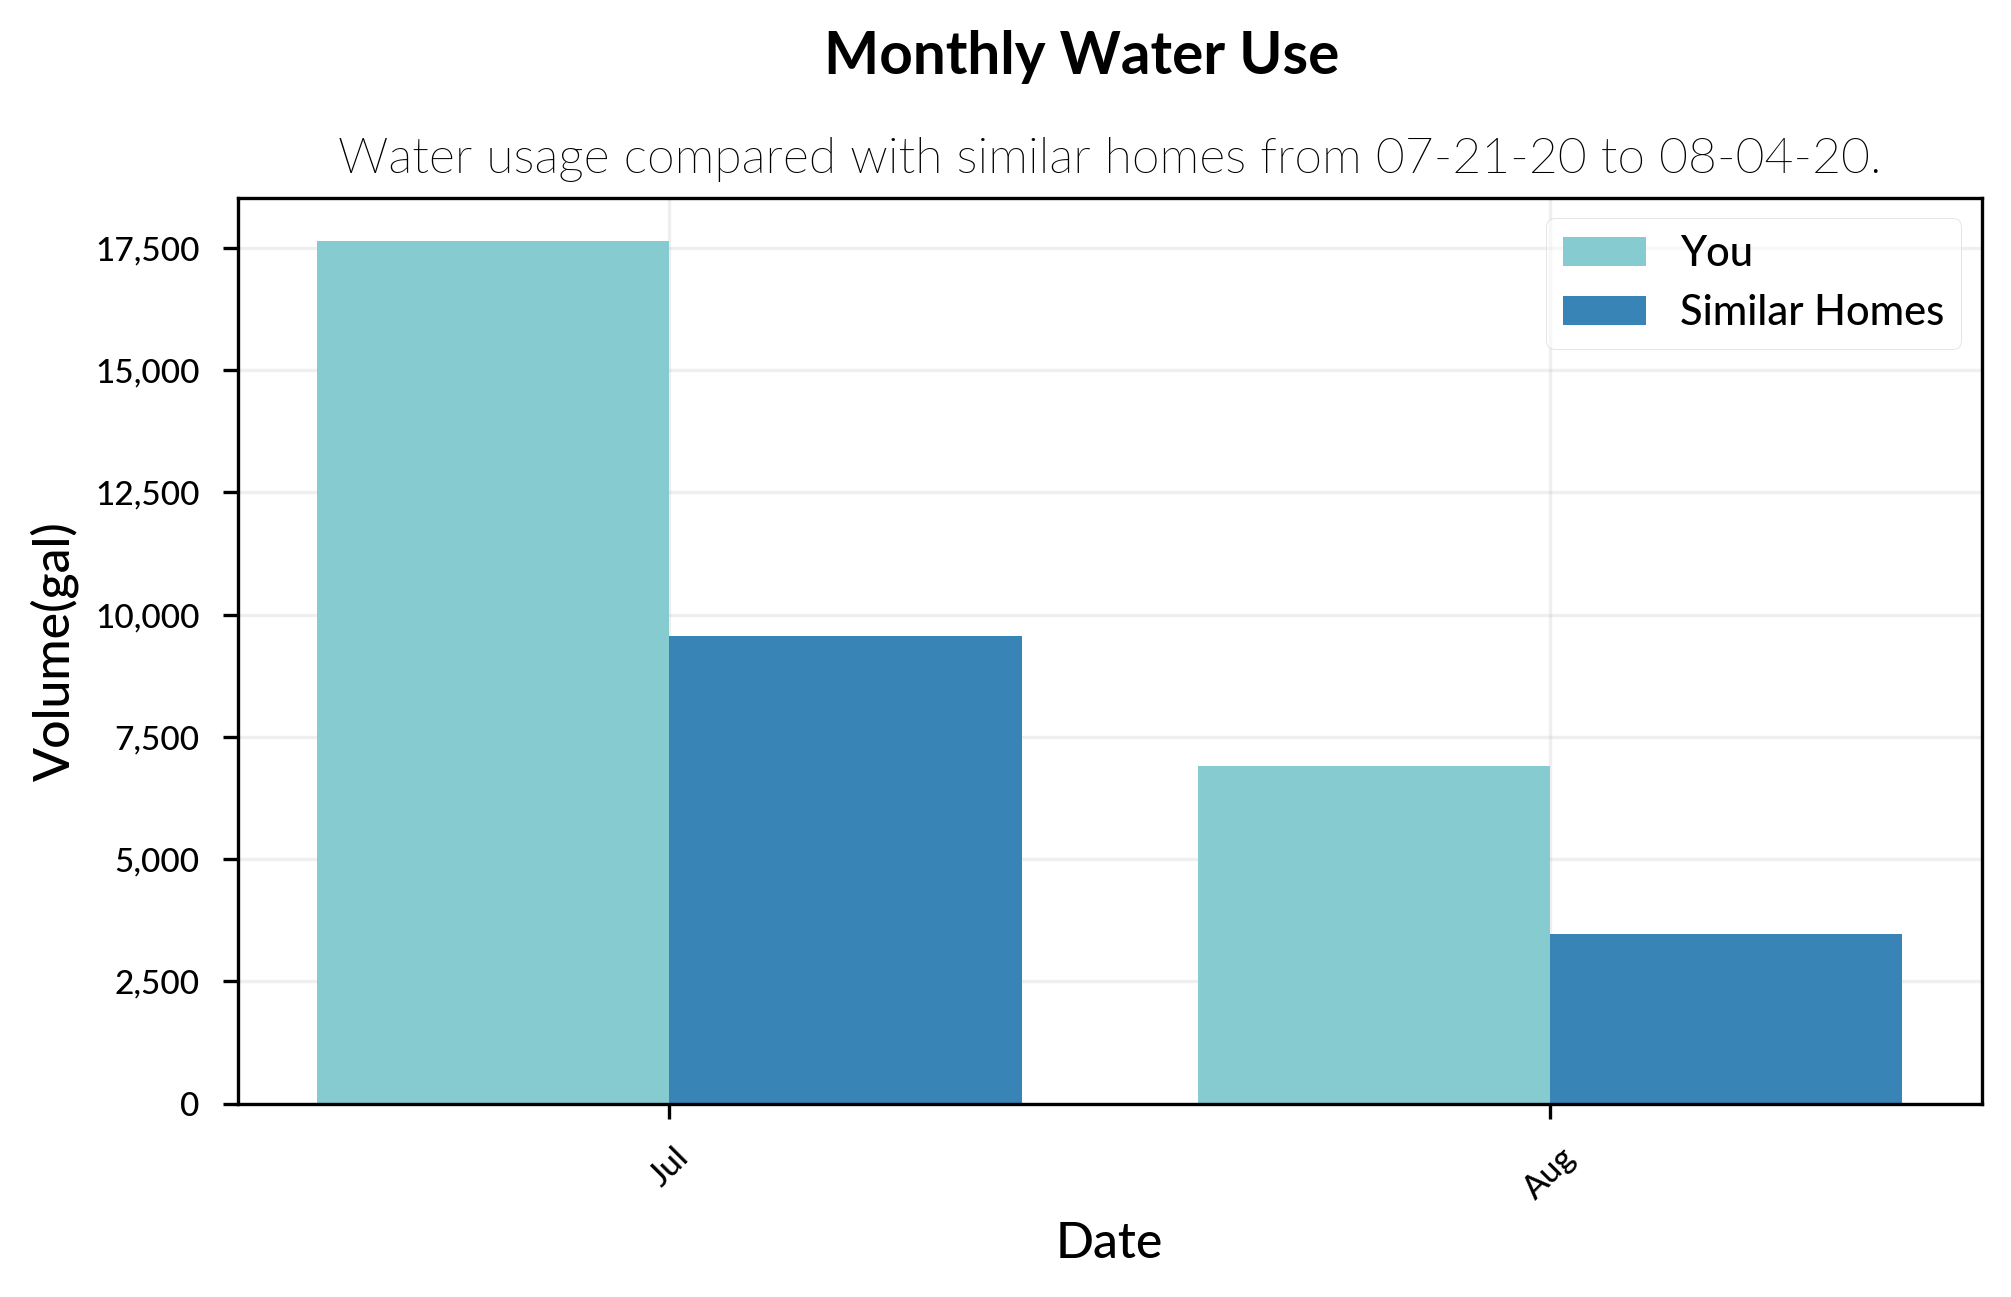 Monthly Water Use
Water usage compared with similar homes from 07-21-20 to 08-04-20.
You
Similar Homes
Volume(gal)
17,500
15,000
12,500
10,000
7,500
5,000
2,500
0
Jul
Aug
Date